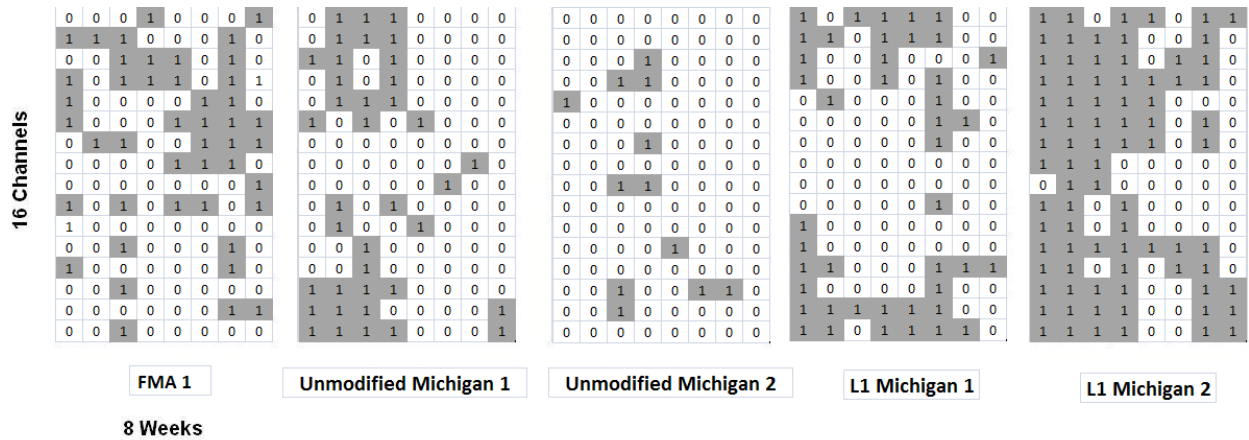 0 0 0 1 0 0 0 1 0 1 1 1 0 0 0 0 0 0 0 0 0 0 0 0 1 0 1 1 1 1 0 0 1 1 0 1 1 0 1 1
1 1 1 0 0 0 1 0 0 1 1 1 0 0 0 0 0 0 0 0 0 0 0 0 1 1 0 1 1 1 0 0 1 1 1 1 0 0 1 0
0 0 1 1 1 0 1 0 1 1 0 1 0 0 0 0 0 0 0 1 0 0 0 0 1 0 0 1 0 0 0 1 1 1 1 1 0 1 1 0
1 0 1 1 1 0 1 1 0 1 0 1 0 0 0 0 0 0 1 1 0 0 0 0 1 0 0 1 0 1 0 0 1 1 1 1 1 1 1 0
1 0 0 0 0 1 1 0 0 1 1 1 0 0 0 0 1 0 0 0 0 0 0 0 0 1 0 0 0 1 0 0 1 1 1 1 1 0 0 0
1 0 0 0 1 1 1 1 1 0 1 0 1 0 0 0 0 0 0 0 0 0 0 0 0 0 0 0 0 1 1 0 1 1 1 1 1 0 1 0
0 1 1 0 0 1 1 1 0 0 0 0 0 0 0 0 0 0 0 1 0 0 0 0 0 0 0 0 0 1 0 0 1 1 1 1 1 0 1 0
0 0 0 0 1 1 1 0 0 0 0 0 0 0 1 0 0 0 0 0 0 0 0 0 0 0 0 0 0 0 0 0 1 1 1 0 0 0 0 0
0 0 0 0 0 0 0 1 0 0 0 0 0 1 0 0 0 0 1 1 0 0 0 0 0 0 0 0 0 0 0 0 0 1 1 0 0 0 0 0
1 0 1 0 1 1 0 1 0 1 0 1 0 0 0 0 0 0 0 0 0 0 0 0 0 0 0 0 0 1 0 0 1 1 0 1 0 0 0 0
1 0 0 0 0 0 0 0 0 1 0 0 1 0 0 0 0 0 0 0 0 0 0 0 1 0 0 0 0 0 0 0 1 1 0 1 0 0 0 0
0 0 1 0 0 0 1 0 0 0 1 0 0 0 0 0 0 0 0 0 1 0 0 0 1 0 0 0 0 0 0 0 1 1 1 1 1 1 1 0
1 0 0 0 0 0 1 0 0 0 1 0 0 0 0 0 0 0 0 0 0 0 0 0 1 1 0 0 0 1 1 1 1 1 0 1 0 1 1 0
0 0 1 0 0 0 0 0 1 1 1 1 0 0 0 0 0 0 1 0 0 1 1 0 1 0 0 0 0 1 0 0 1 1 1 1 0 0 1 1
0 0 0 0 0 0 1 1 1 1 1 0 0 0 0 1 0 0 1 0 0 0 0 0 1 1 1 1 1 1 0 0 1 1 1 1 0 0 1 1
0 0 1 0 0 0 0 0 1 1 1 1 0 0 0 1 0 0 0 0 0 0 0 0 1 1 0 1 1 1 1 0 1 1 1 1 0 0 1 1
16 Channels
FMA 1
Unmodified Michigan 1
Unmodified Michigan 2
L1 Michigan 1
L1 Michigan 2
8 Weeks